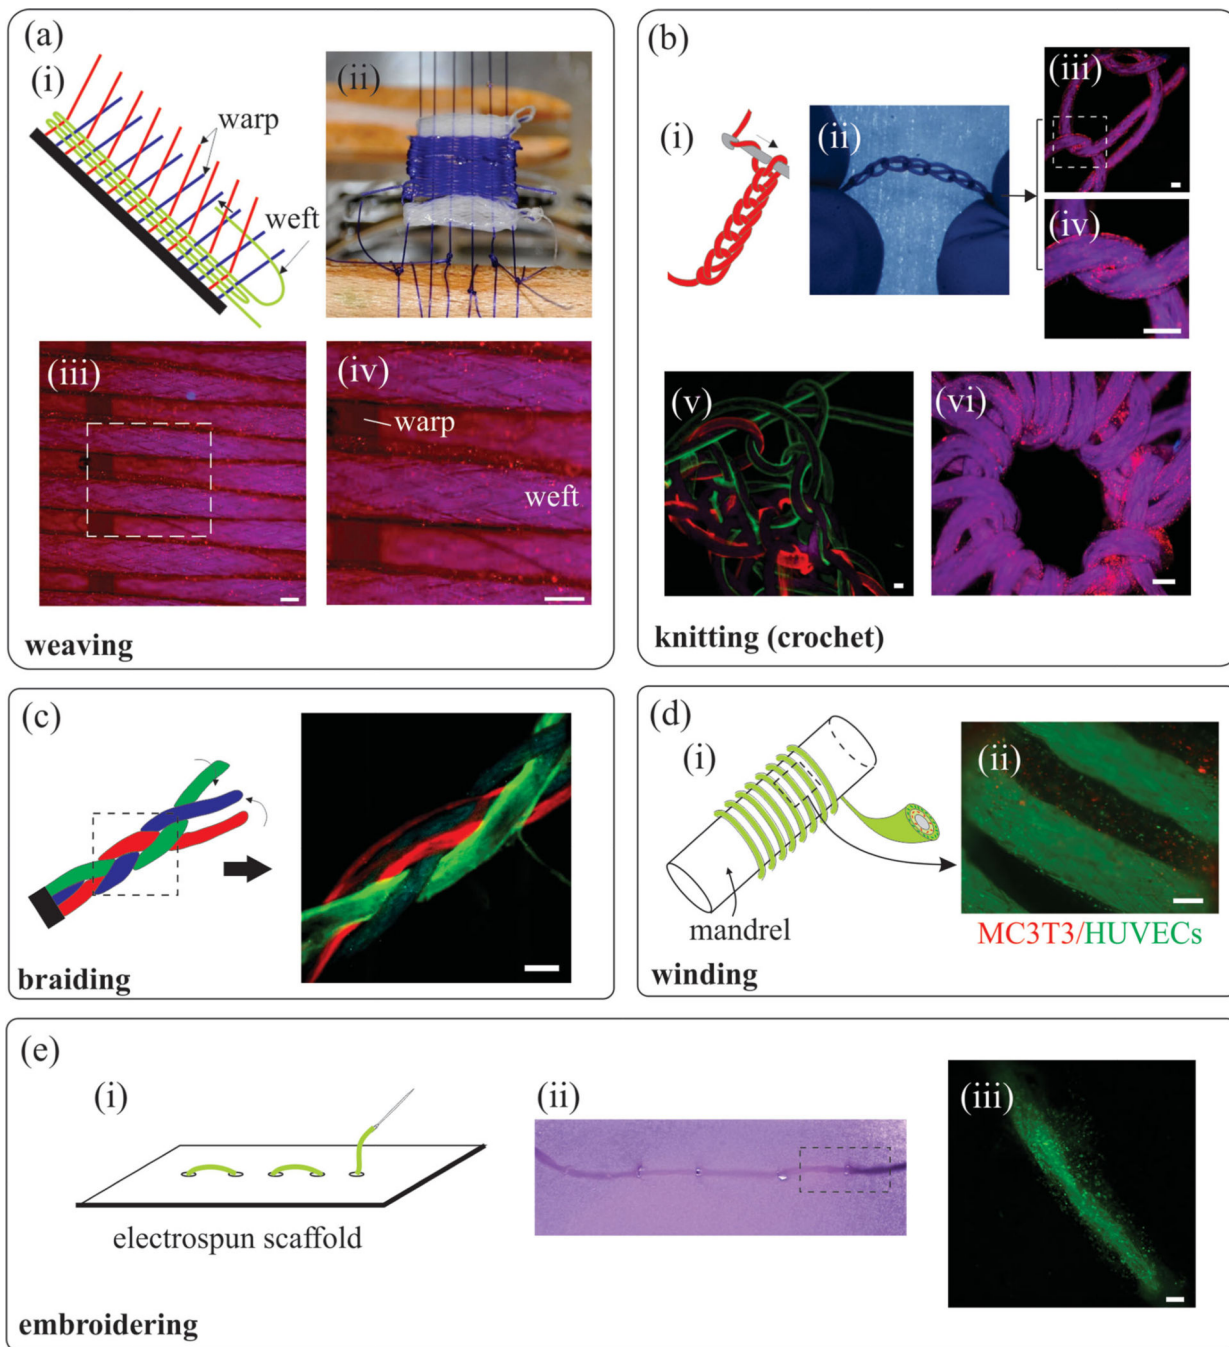 (a)
(i)
warp
weft
(ii)
(iii)
(iv)
warp
weft
weaving
(b)
(i)
(ii)
(iii)
(iv)
(v)
(vi)
knitting (crochet)
(c)
braiding
(d)
(i)
mandrel
(ii)
MC3T3/HUVECs
winding
(e)
(i)
electrospun scaffold
(ii)
(iii)
embroidering